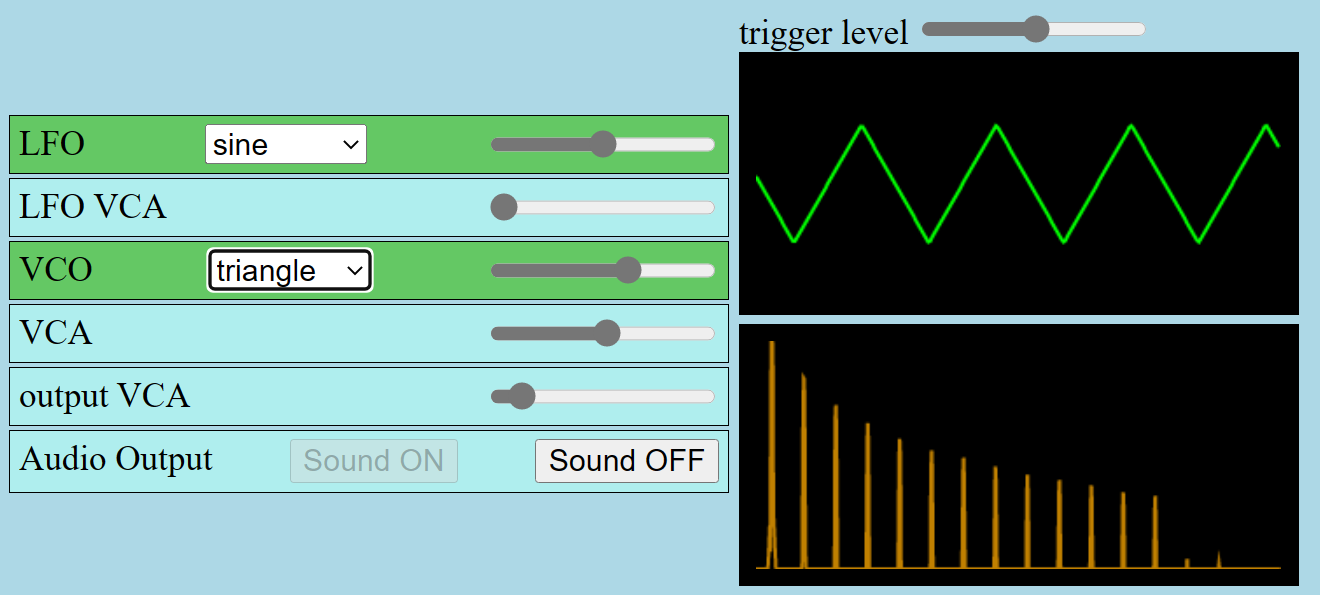 trigger level
LFO sine
LFO VCA
VCO triangle
VCA
output VCA
Audio Output Sound ON Sound OFF